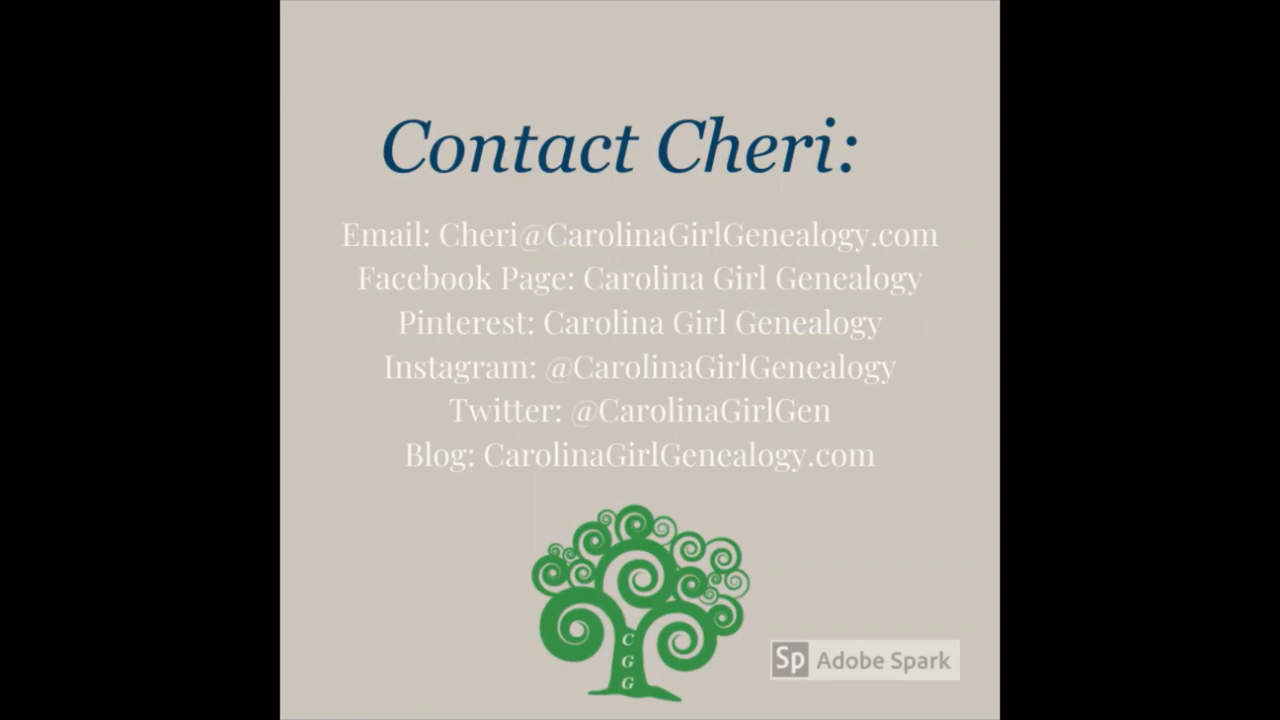 Contact Cheri:
Email: Cheri@CarolinaGirlGenealogy.com
Facebook Page: Carolina Girl Genealogy
Pinterest: Carolina Girl Genealogy
Instagram: @CarolinaGirlGenealogy
Twitter: @CarolinaGirlGen
Blog: CarolinaGirlGenealogy.com
C
G
G
Sp Adobe Spark